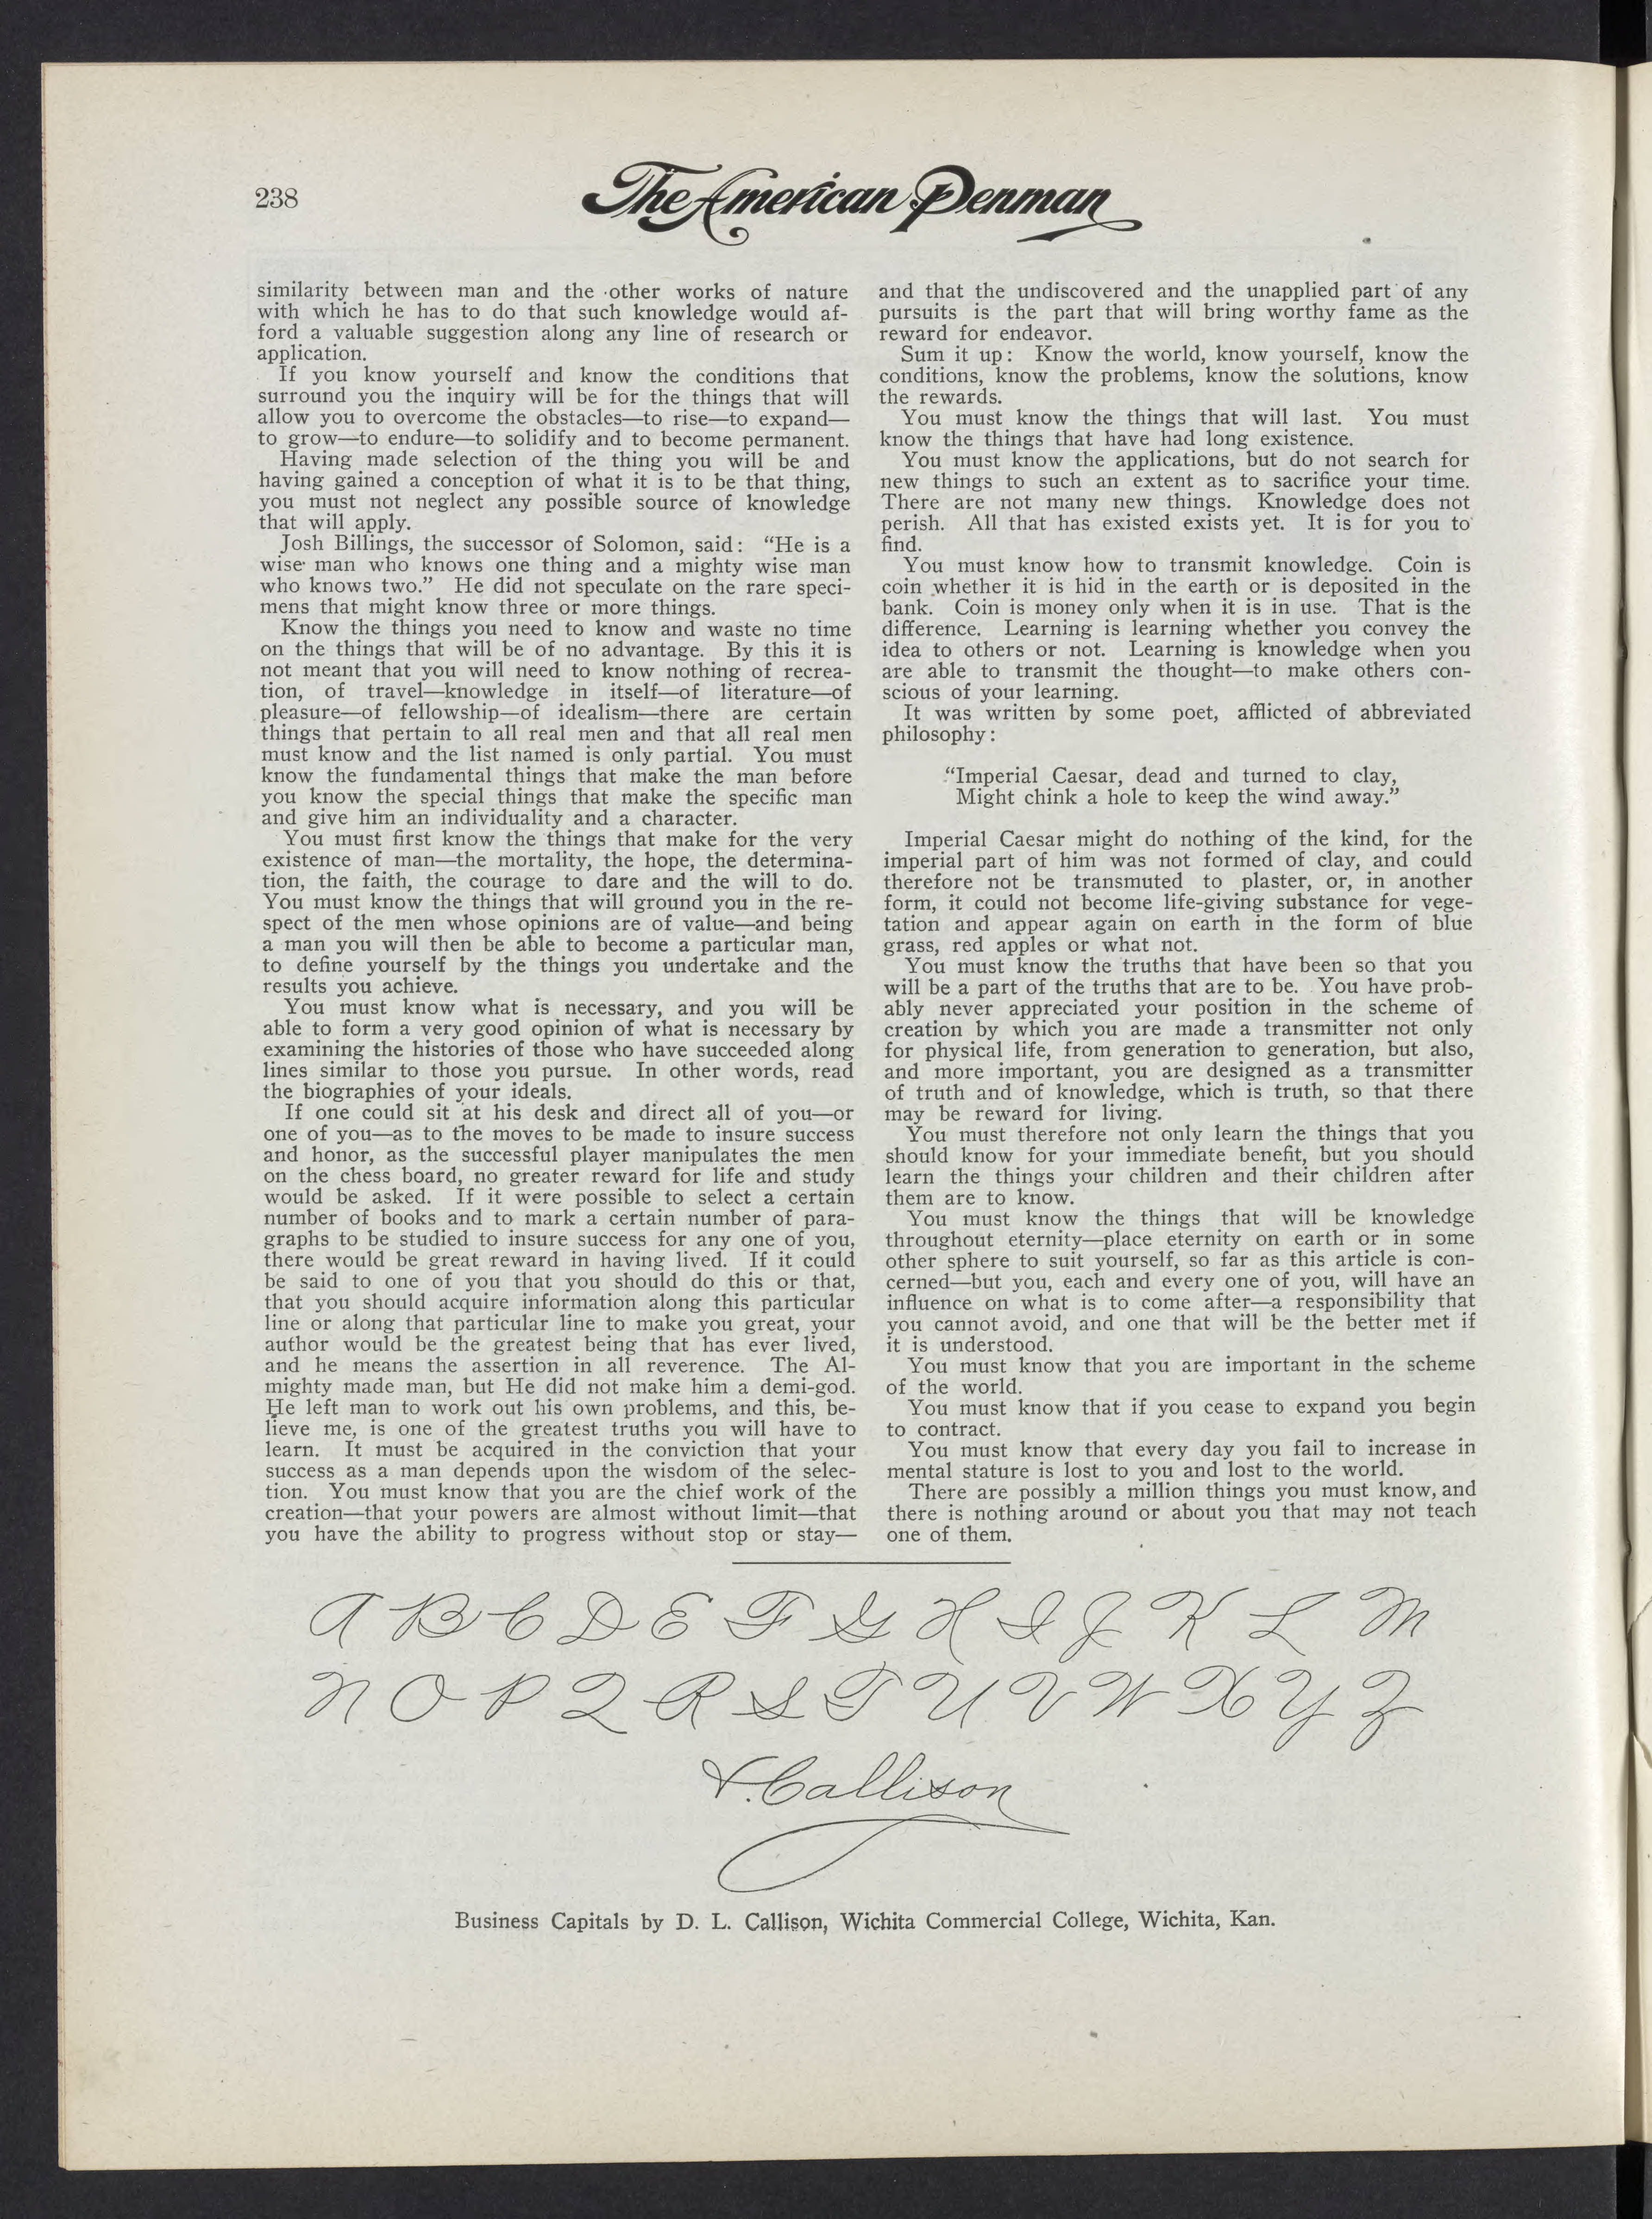 238
The American Penman
similarity between man and the other works of nature
with which he has to do that such knowledge would af-
ford a valuable suggestion along any line of research or
application.
If you know yourself and know the conditions that
surround you the inquiry will be for the things that will
allow you to overcome the obstacles—to rise—to expand—
to grow—to endure—to solidify and to become permanent.
Having made selection of the thing you will be and
having gained a conception of what it is to be that thing,
you must not neglect any possible source of knowledge
that will apply.
Josh Billings, the successor of Solomon, said: “He is a
wise man who knows one thing and a mighty wise man
who knows two.” He did not speculate on the rare speci-
mens that might know three or more things.
Know the things you need to know and waste no time
on the things that will be of no advantage. By this it is
not meant that you will need to know nothing of recrea-
tion, of travel—knowledge in itself—of literature—of
pleasure—of fellowship—of idealism—there are certain
things that pertain to all real men and that all real men
must know and the list named is only partial. You must
know the fundamental things that make the man before
you know the special things that make the specific man
and give him an individuality and a character.
You must first know the things that make for the very
existence of man—the mortality, the hope, the determina-
tion, the faith, the courage to dare and the will to do.
You must know the things that will ground you in the re-
spect of the men whose opinions are of value—and being
a man you will then be able to become a particular man,
to define yourself by the things you undertake and the
results you achieve.
You must know what is necessary, and you will be
able to form a very good opinion of what is necessary by
examining the histories of those who have succeeded along
lines similar to those you pursue. In other words, read
the biographies of your ideals.
If one could sit at his desk and direct all of you—or
one of you—as to the moves to be made to insure success
and honor, as the successful player manipulates the men
on the chess board, no greater reward for life and study
would be asked. If it were possible to select a certain
number of books and to mark a certain number of para-
graphs to be studied to insure success for any one of you,
there would be great reward in having lived. If it could
be said to one of you that you should do this or that,
that you should acquire information along this particular
line or along that particular line to make you great, your
author would be the greatest being that has ever lived,
and he means the assertion in all reverence. The Al-
mighty made man, but He did not make him a demi-god.
He left man to work out his own problems, and this, be-
lieve me, is one of the greatest truths you will have to
learn. It must be acquired in the conviction that your
success as a man depends upon the wisdom of the selec-
tion. You must know that you are the chief work of the
creation—that your powers are almost without limit—that
you have the ability to progress without stop or stay—
and that the undiscovered and the unapplied part of any
pursuits is the part that will bring worthy fame as the
reward for endeavor.
Sum it up: Know the world, know yourself, know the
conditions, know the problems, know the solutions, know
the rewards.
You must know the things that will last. You must
know the things that have had long existence.
You must know the applications, but do not search for
new things to such an extent as to sacrifice your time.
There are not many new things. Knowledge does not
perish. All that has existed exists yet. It is for you to
find.
You must know how to transmit knowledge. Coin is
coin whether it is hid in the earth or is deposited in the
bank. Coin is money only when it is in use. That is the
difference. Learning is learning whether you convey the
idea to others or not. Learning is knowledge when you
are able to transmit the thought—to make others con-
scious of your learning.
It was written by some poet, afflicted of abbreviated
philosophy:
“Imperial Caesar, dead and turned to clay,
Might chink a hole to keep the wind away.”
Imperial Caesar might do nothing of the kind, for the
imperial part of him was not formed of clay, and could
therefore not be transmuted to plaster, or, in another
form, it could not become life-giving substance for vege-
tation and appear again on earth in the form of blue
grass, red apples or what not.
You must know the truths that have been so that you
will be a part of the truths that are to be. You have prob-
ably never appreciated your position in the scheme of
creation by which you are made a transmitter not only
for physical life, from generation to generation, but also,
and more important, you are designed as a transmitter
of truth and of knowledge, which is truth, so that there
may be reward for living.
You must therefore not only learn the things that you
should know for your immediate benefit, but you should
learn the things your children and their children after
them are to know.
You must know the things that will be knowledge
throughout eternity—place eternity on earth or in some
other sphere to suit yourself, so far as this article is con-
cerned—but you, each and every one of you, will have an
influence on what is to come after—a responsibility that
you cannot avoid, and one that will be the better met if
it is understood.
You must know that you are important in the scheme
of the world.
You must know that if you cease to expand you begin
to contract.
You must know that every day you fail to increase in
mental stature is lost to you and lost to the world.
There are possibly a million things you must know, and
there is nothing around or about you that may not teach
one of them.
A B C D E F G H I J K L M
N O P Q R S T U V W X Y Z
&. Callison
Business Capitals by D. L. Callison, Wichita Commercial College, Wichita, Kan.